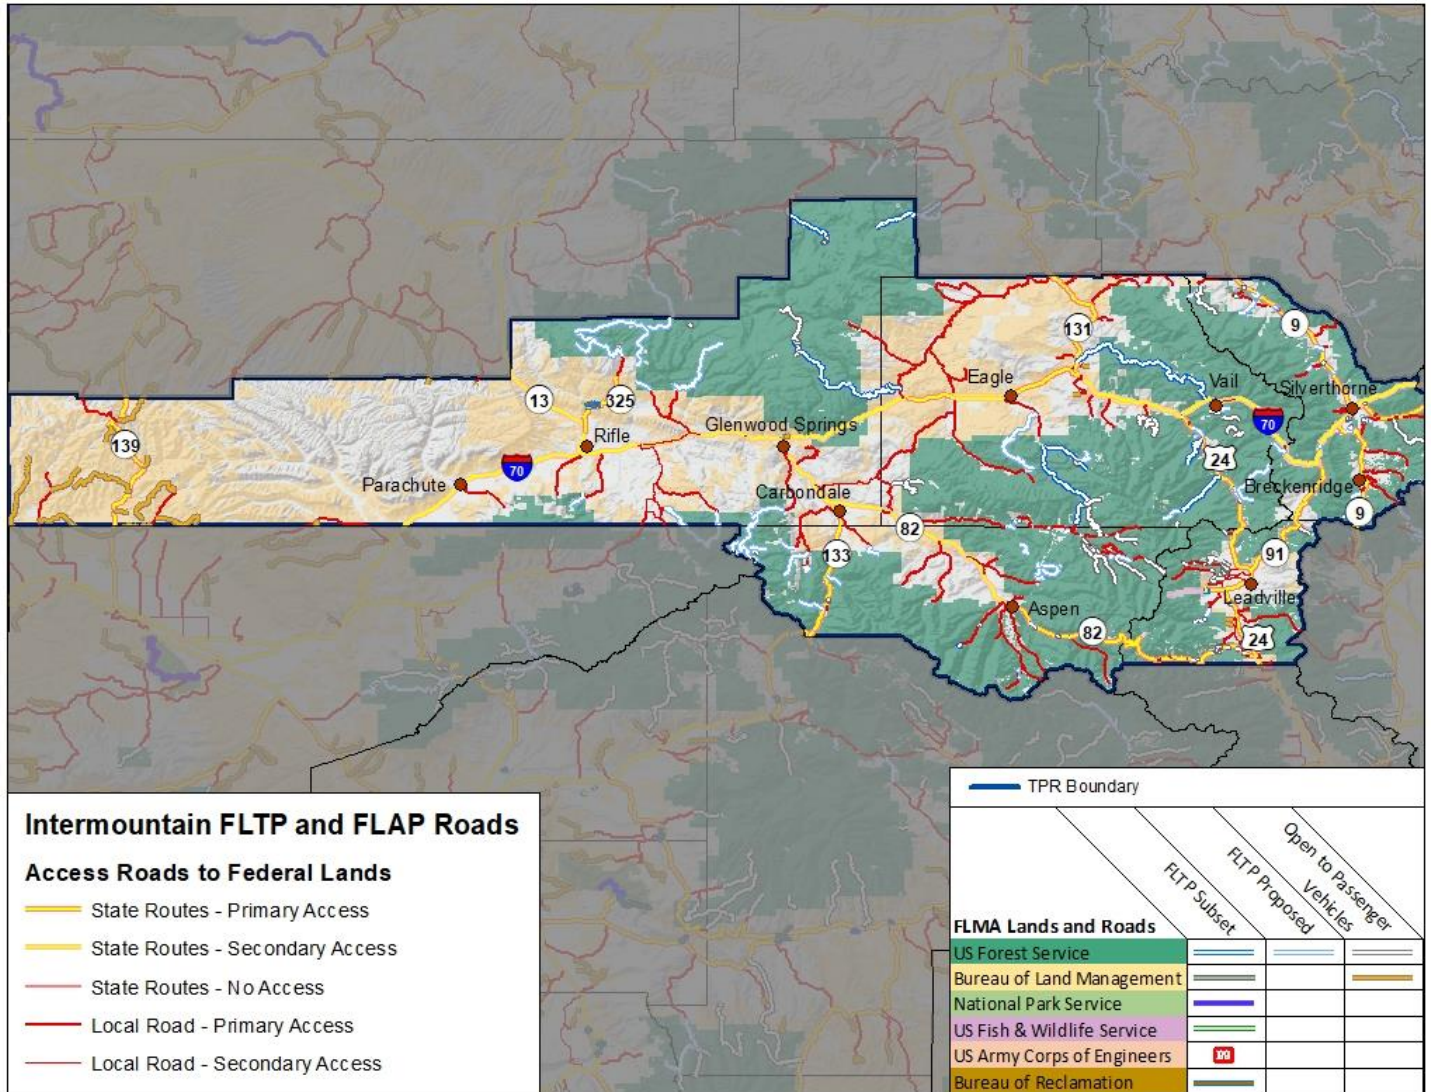 131
9
Eagle
Vail
Silverthorne
13
325
Glenwood Springs
70
139
Rifle
70
24
Parachute
Carbondale
Breckenridge
82
9
133
91
Leadville
Aspen
82
24
Intermountain FLTP and FLAP Roads
Access Roads to Federal Lands
State Routes - Primary Access
State Routes - Secondary Access
State Routes - No Access
Local Road - Primary Access
Local Road - Secondary Access
TPR Boundary
FLTP Subset
FLTP Proposed
Open to Passenger
Vehicles
FLMA Lands and Roads
US Forest Service
Bureau of Land Management
National Park Service
US Fish & Wildlife Service
US Army Corps of Engineers
Bureau of Reclamation